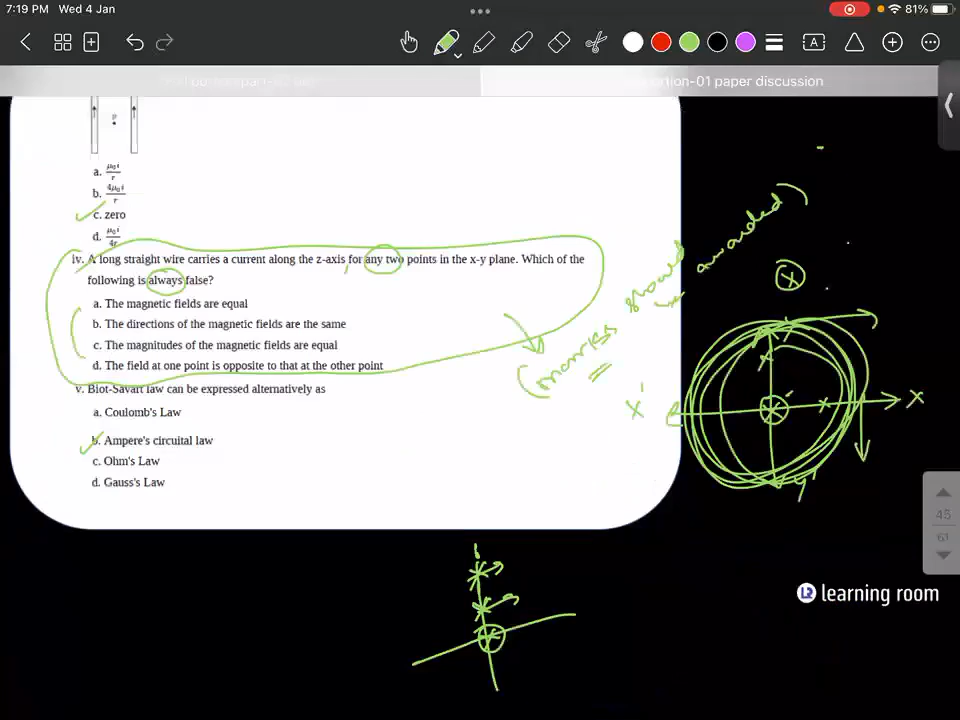 7:19 PM Wed 4 Jan
81%
ortion-01 paper discussion
P
a. μ₀i/r
b. 4μ₀i/r
c. zero
d. μ₀i/4r
iv. A long straight wire carries a current along the z-axis for any two points in the x-y plane. Which of the
following is always false?
a. The magnetic fields are equal
b. The directions of the magnetic fields are the same
c. The magnitudes of the magnetic fields are equal
d. The field at one point is opposite to that at the other point
v. Biot-Savart law can be expressed alternatively as
a. Coulomb's Law
b. Ampere's circuital law
c. Ohm's Law
d. Gauss's Law
(marks should be awarded)
X'
X
Y
Y'
45
61
learning room